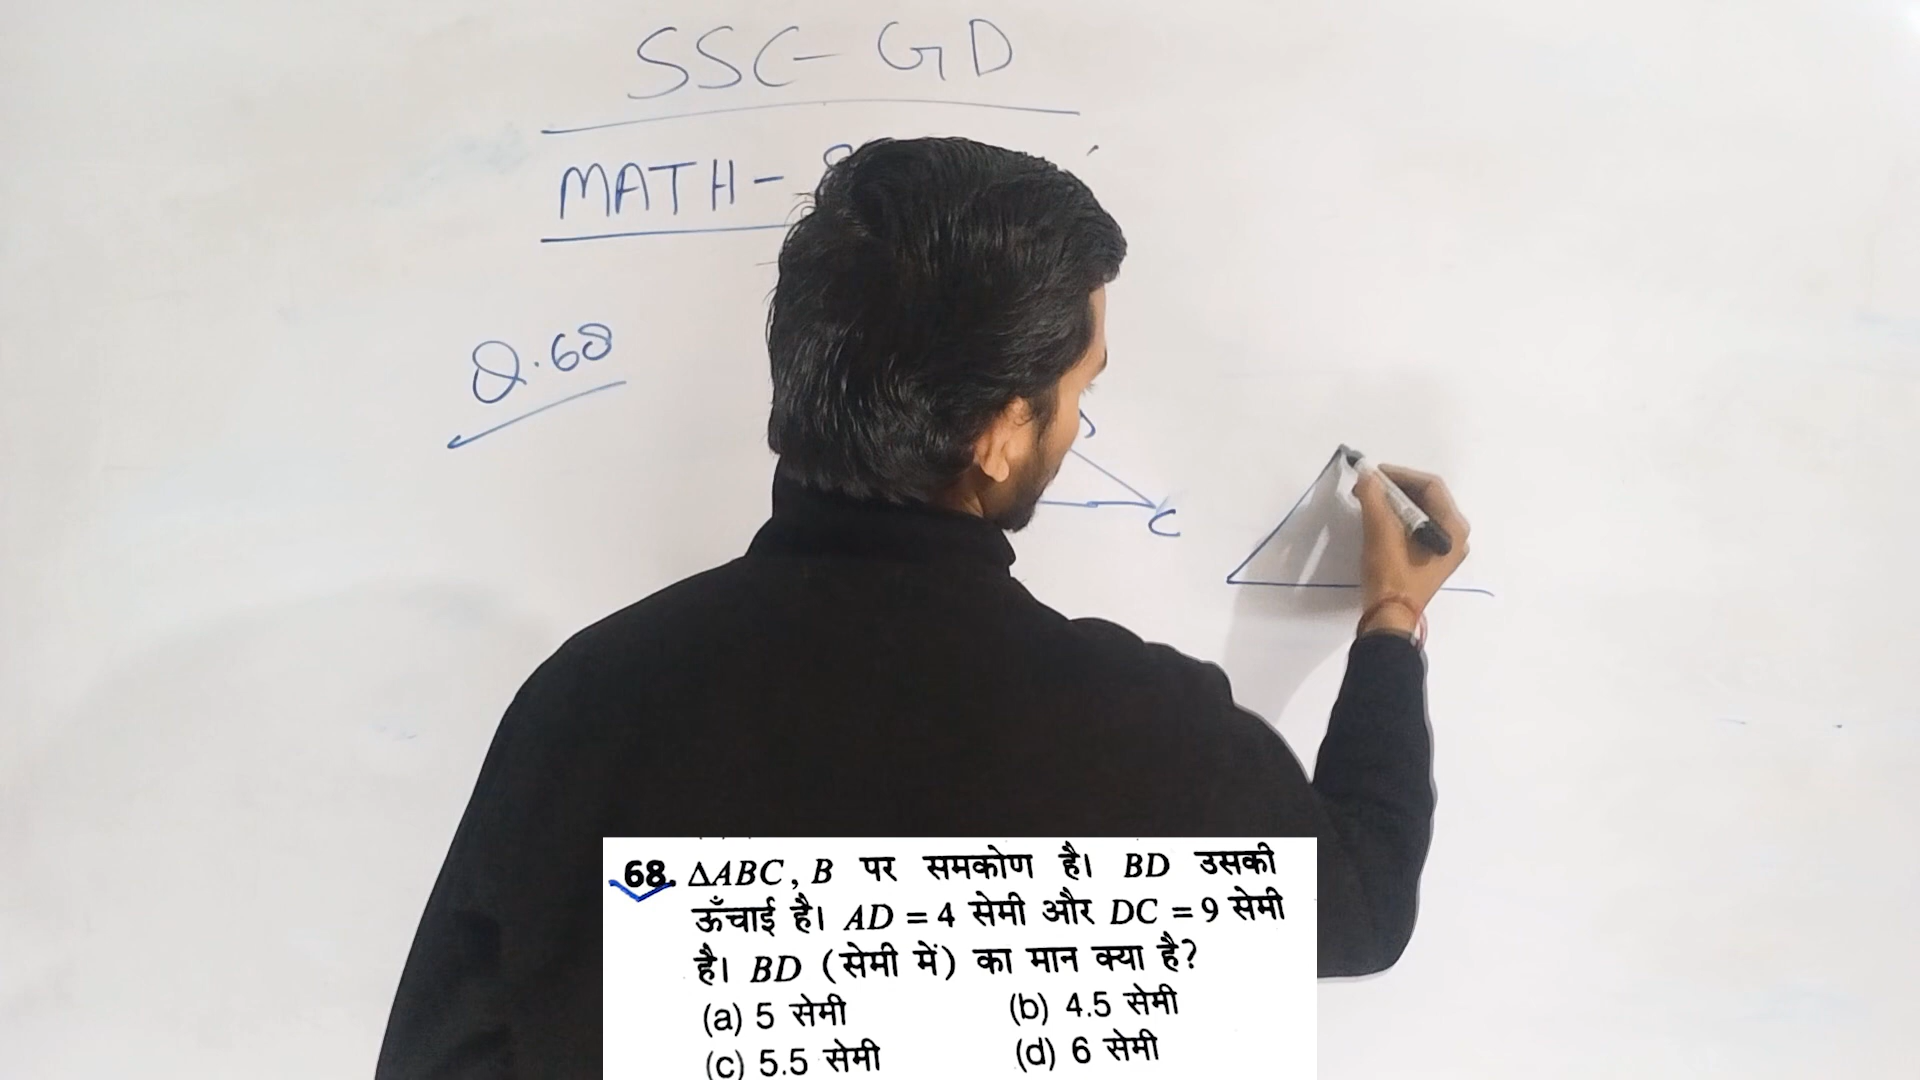 SSC-GD
MATH-
Q.68
C
68. ΔABC, B पर समकोण है। BD उसकी
ऊँचाई है। AD = 4 सेमी और DC = 9 सेमी
है। BD (सेमी में) का मान क्या है?
(a) 5 सेमी (b) 4.5 सेमी
(c) 5.5 सेमी (d) 6 सेमी